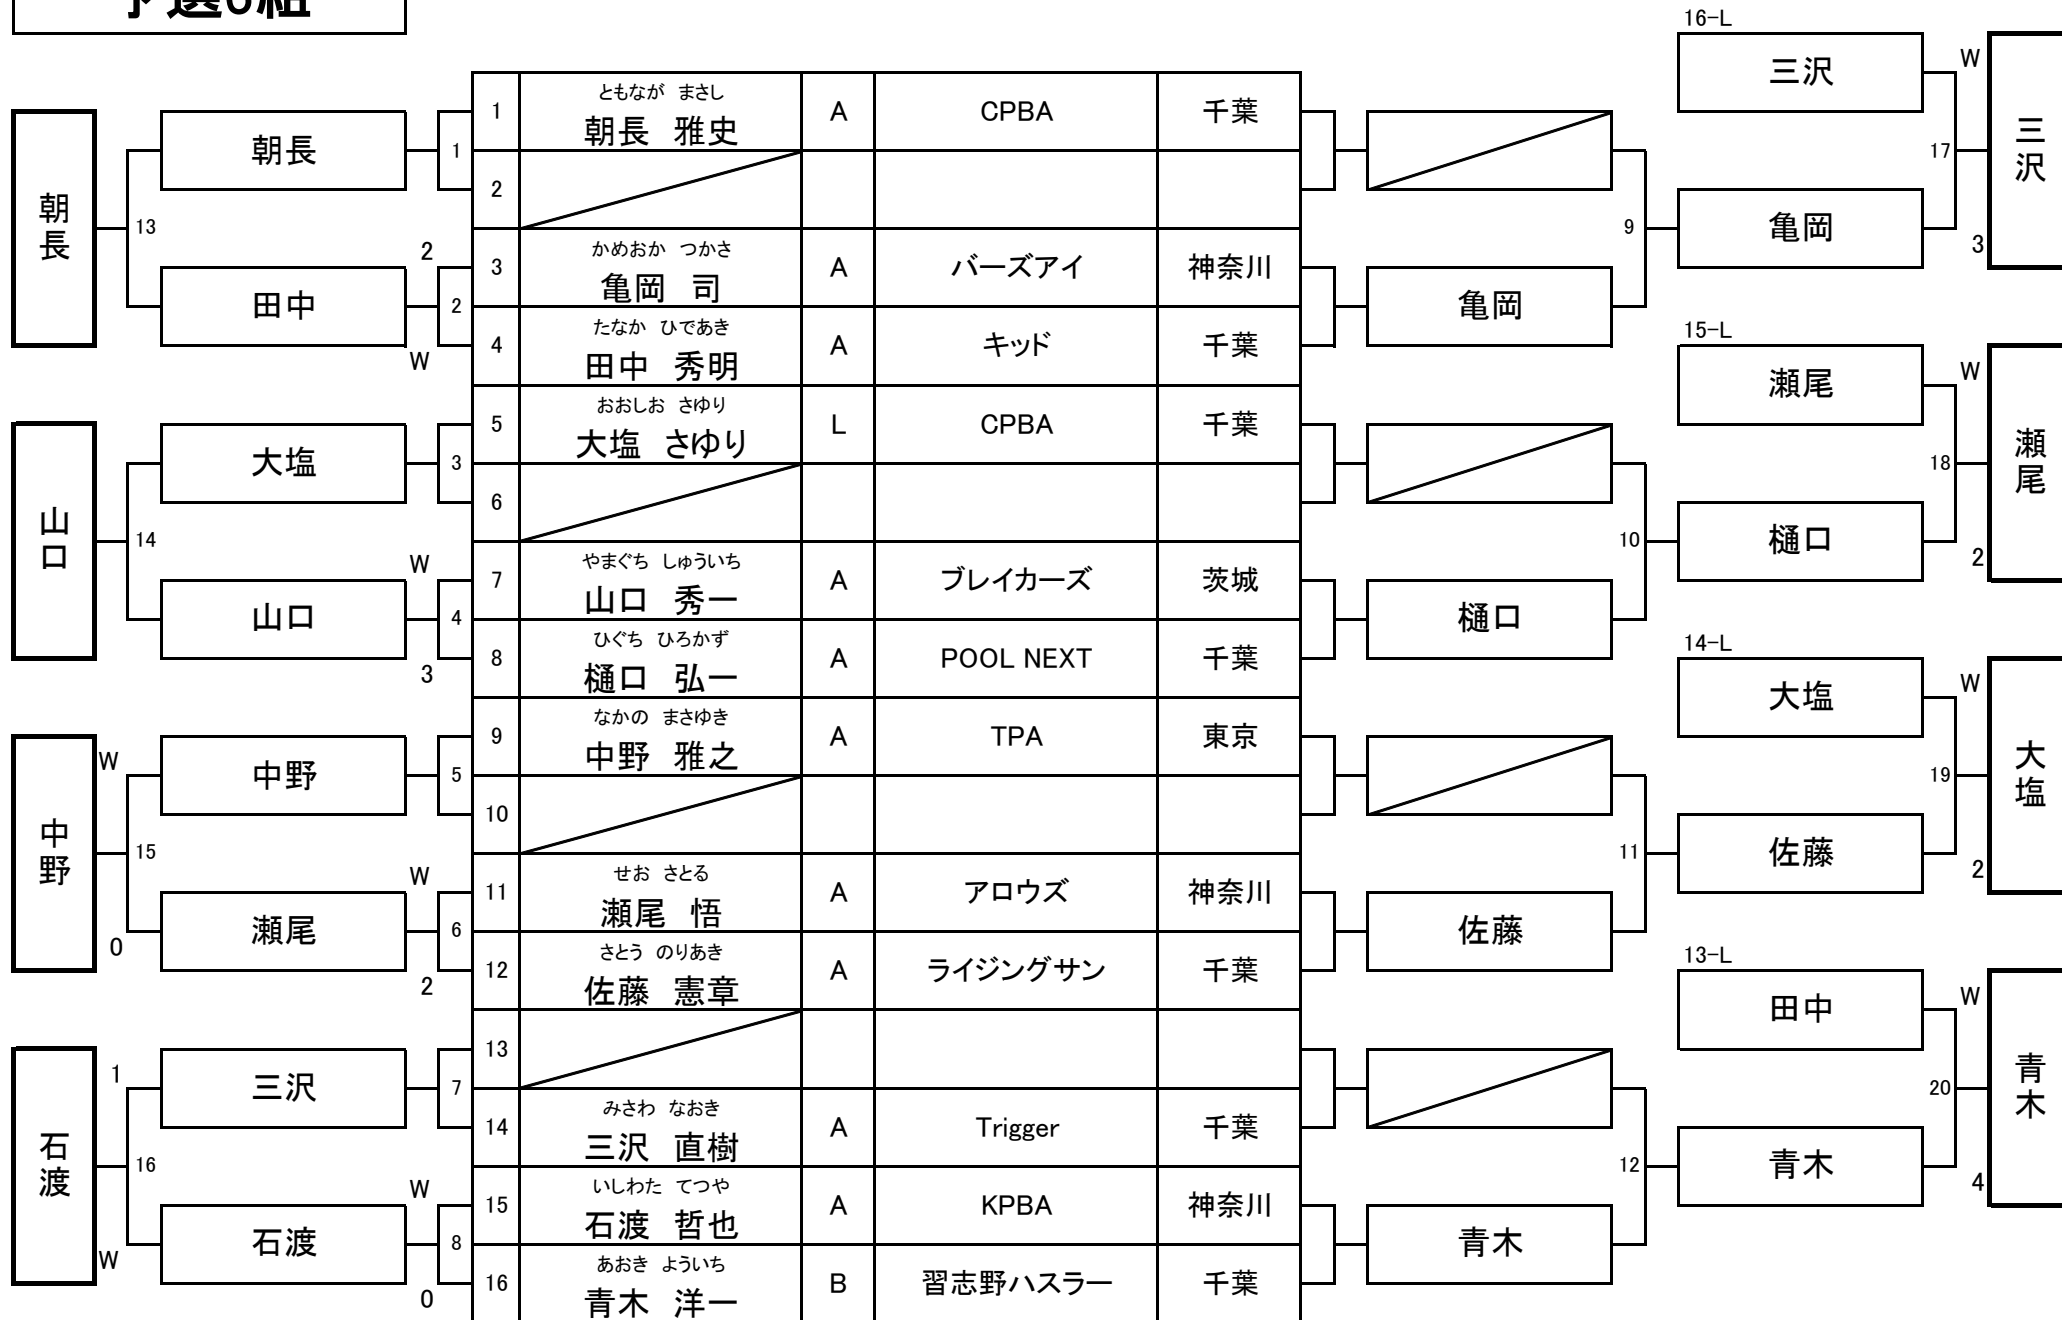 予選6組
1 ともなが まさし
朝長 雅史 A CPBA 千葉
2
3 かめおか つかさ
亀岡 司 A バーズアイ 神奈川
4 たなか ひであき
田中 秀明 A キッド 千葉
5 おおしお さゆり
大塩 さゆり L CPBA 千葉
6
7 やまぐち しゅういち
山口 秀一 A ブレイカーズ 茨城
8 ひぐち ひろかず
樋口 弘一 A POOL NEXT 千葉
9 なかの まさゆき
中野 雅之 A TPA 東京
10
11 せお さとる
瀬尾 悟 A アロウズ 神奈川
12 さとう のりあき
佐藤 憲章 A ライジングサン 千葉
13
14 みさわ なおき
三沢 直樹 A Trigger 千葉
15 いしわた てつや
石渡 哲也 A KPBA 神奈川
16 あおき よういち
青木 洋一 B 習志野ハスラー 千葉
朝長
13
朝長
1
田中
2
2
W
山口
14
大塩
3
山口
W
4
3
中野
W
15
0
中野
5
瀬尾
W
6
2
石渡
1
16
W
三沢
7
石渡
W
8
0
亀岡
9
樋口
10
佐藤
11
青木
12
16-L
三沢
W
17
亀岡
3
三沢
15-L
瀬尾
W
18
樋口
2
瀬尾
14-L
大塩
W
19
佐藤
2
大塩
13-L
田中
W
20
青木
4
青木